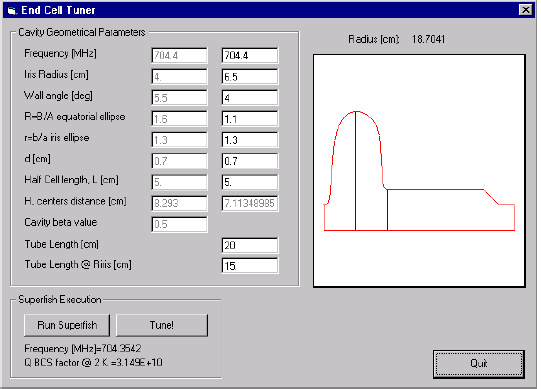 End Cell Tuner
Cavity Geometrical Parameters
Radius [cm]: 18.7041
Frequency [MHz] 704.4 704.4
Iris Radius [cm] 4. 6.5
Wall angle [deg] 5.5 4
R=B/A equatorial ellipse 1.6 1.1
r=b/a iris ellipse 1.3 1.3
d [cm] 0.7 0.7
Half Cell length, L [cm] 5. 5.
H, centers distance [cm] 8.293 7.11348985
Cavity beta value 0.5
Tube Length [cm] 20
Tube Length @ Riris [cm] 15
Superfish Execution
Run Superfish Tune!
Frequency [MHz]=704.3542
Q BCS factor @ 2 K =3.149E+10
Quit